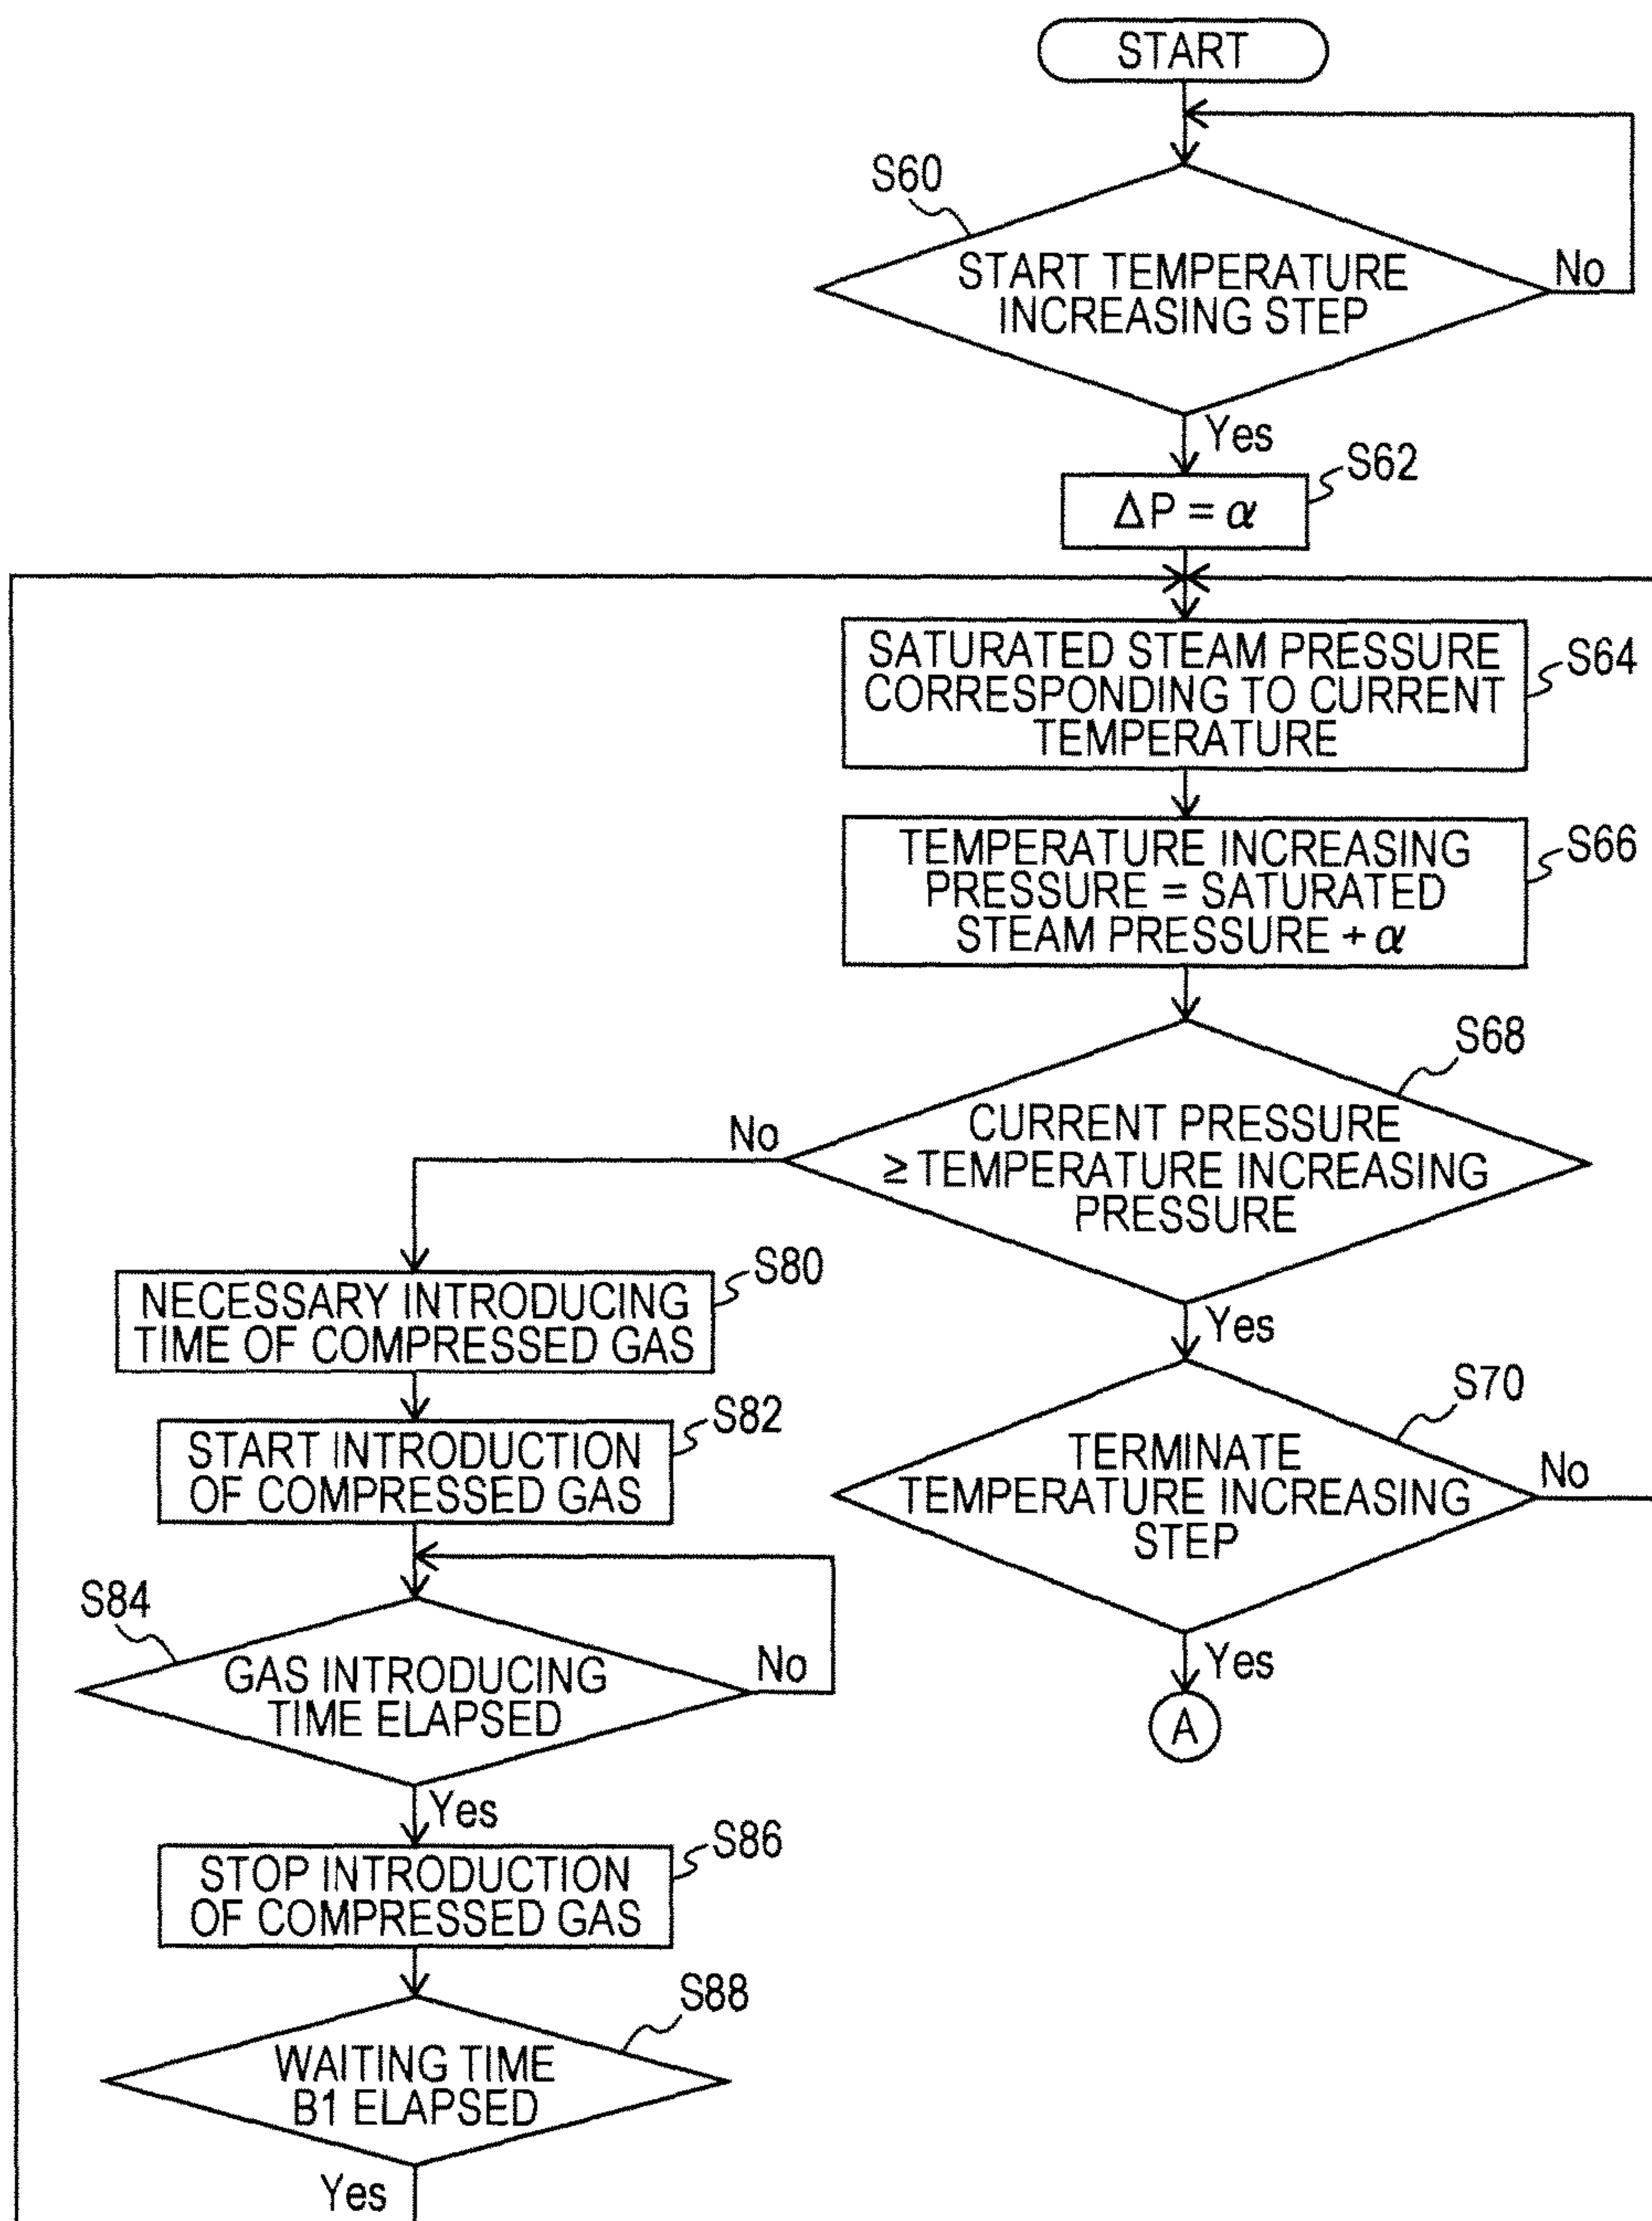 START
S60
START TEMPERATURE
INCREASING STEP
No
Yes
S62
ΔP = α
SATURATED STEAM PRESSURE
CORRESPONDING TO CURRENT
TEMPERATURE
S64
TEMPERATURE INCREASING
PRESSURE = SATURATED
STEAM PRESSURE + α
S66
S68
CURRENT PRESSURE
≥ TEMPERATURE INCREASING
PRESSURE
No
Yes
S70
TERMINATE
TEMPERATURE INCREASING
STEP
No
Yes
A
S80
NECESSARY INTRODUCING
TIME OF COMPRESSED GAS
S82
START INTRODUCTION
OF COMPRESSED GAS
S84
GAS INTRODUCING
TIME ELAPSED
No
Yes
S86
STOP INTRODUCTION
OF COMPRESSED GAS
S88
WAITING TIME
B1 ELAPSED
Yes